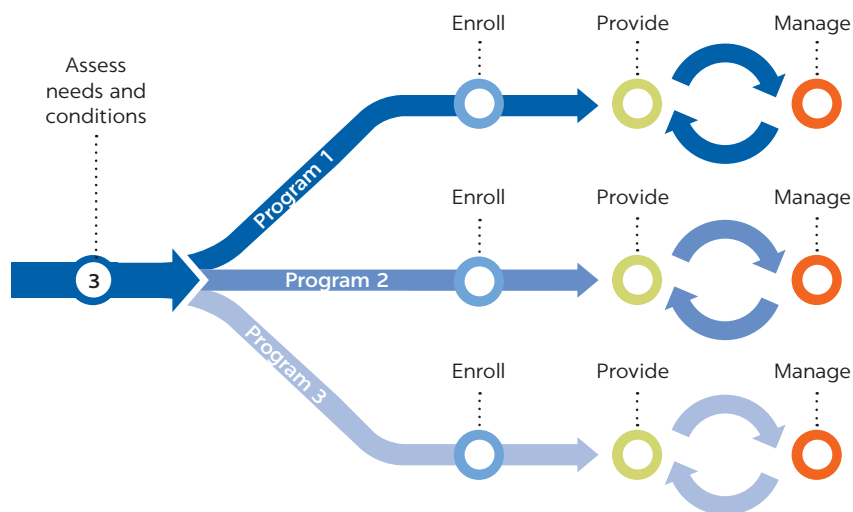 Enroll
Provide
Manage
Assess
needs and
conditions
Program 1
Enroll
Provide
Manage
3
Program 2
Program 3
Enroll
Provide
Manage